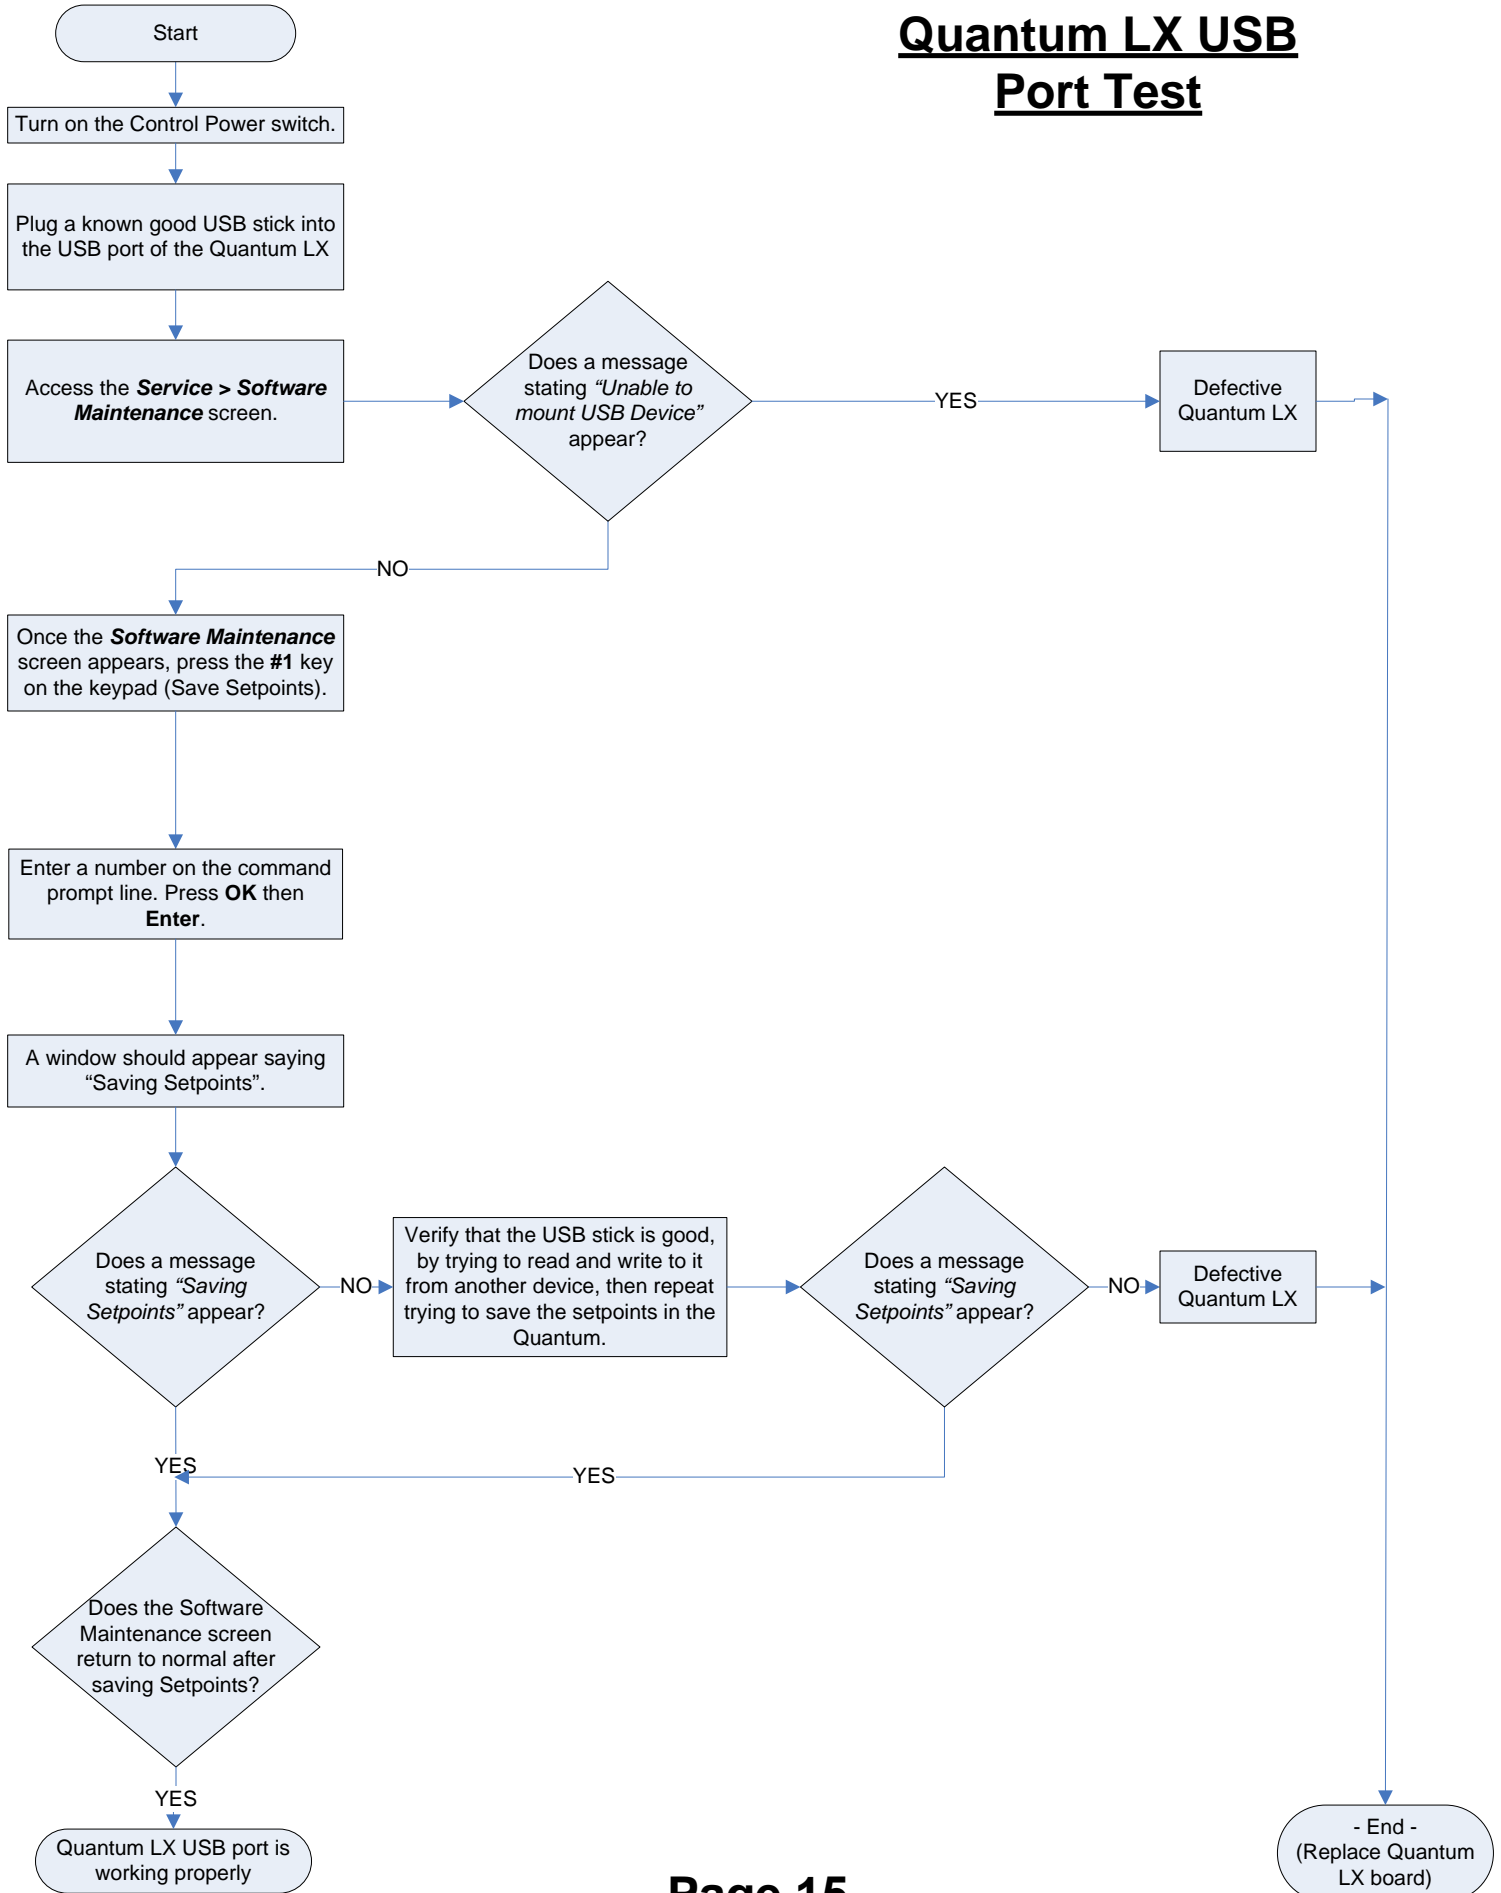 Quantum LX USB
Port Test
Start
Turn on the Control Power switch.
Plug a known good USB stick into
the USB port of the Quantum LX
Access the Service > Software
Maintenance screen.
Does a message
stating “Unable to
mount USB Device”
appear?
YES
Defective
Quantum LX
NO
Once the Software Maintenance
screen appears, press the #1 key
on the keypad (Save Setpoints).
Enter a number on the command
prompt line. Press OK then
Enter.
A window should appear saying
“Saving Setpoints”.
Does a message
stating “Saving
Setpoints” appear?
NO
Verify that the USB stick is good,
by trying to read and write to it
from another device, then repeat
trying to save the setpoints in the
Quantum.
Does a message
stating “Saving
Setpoints” appear?
NO
Defective
Quantum LX
YES
YES
Does the Software
Maintenance screen
return to normal after
saving Setpoints?
YES
Quantum LX USB port is
working properly
- End -
(Replace Quantum
LX board)
Page 15